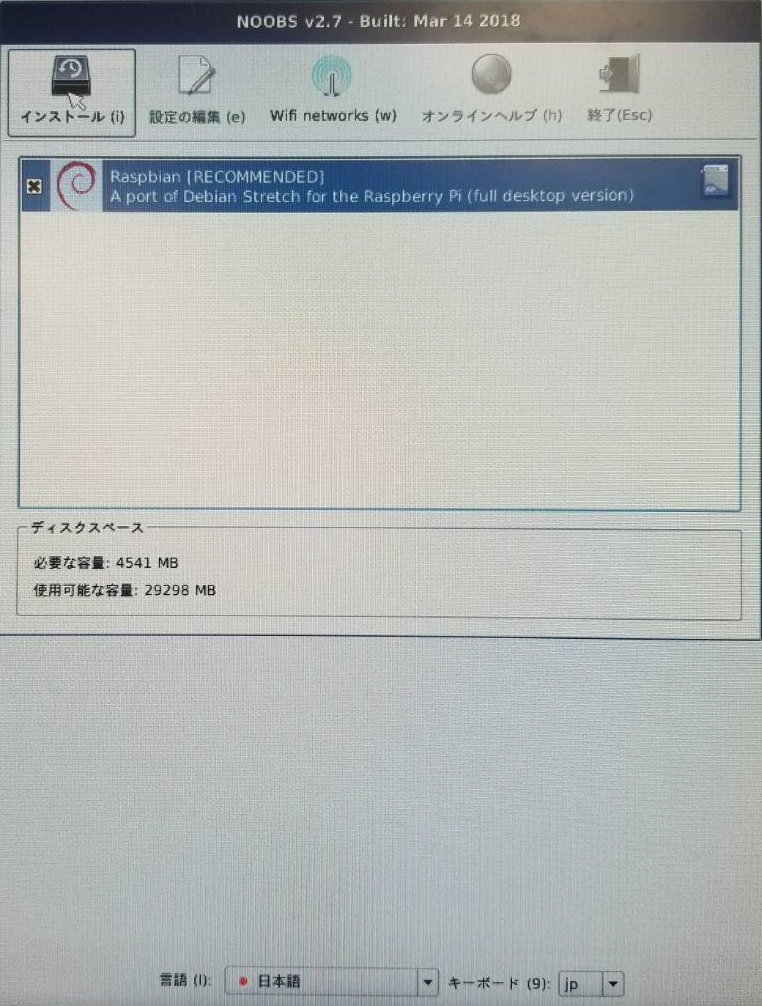 NOOBS v2.7 - Built: Mar 14 2018
インストール (i)
設定の編集 (e)
Wifi networks (w)
オンラインヘルプ (h)
終了(Esc)
Raspbian [RECOMMENDED]
A port of Debian Stretch for the Raspberry Pi (full desktop version)
ディスクスペース
必要な容量: 4541 MB
使用可能な容量: 29298 MB
言語 (l): 日本語 キーボード (9): jp